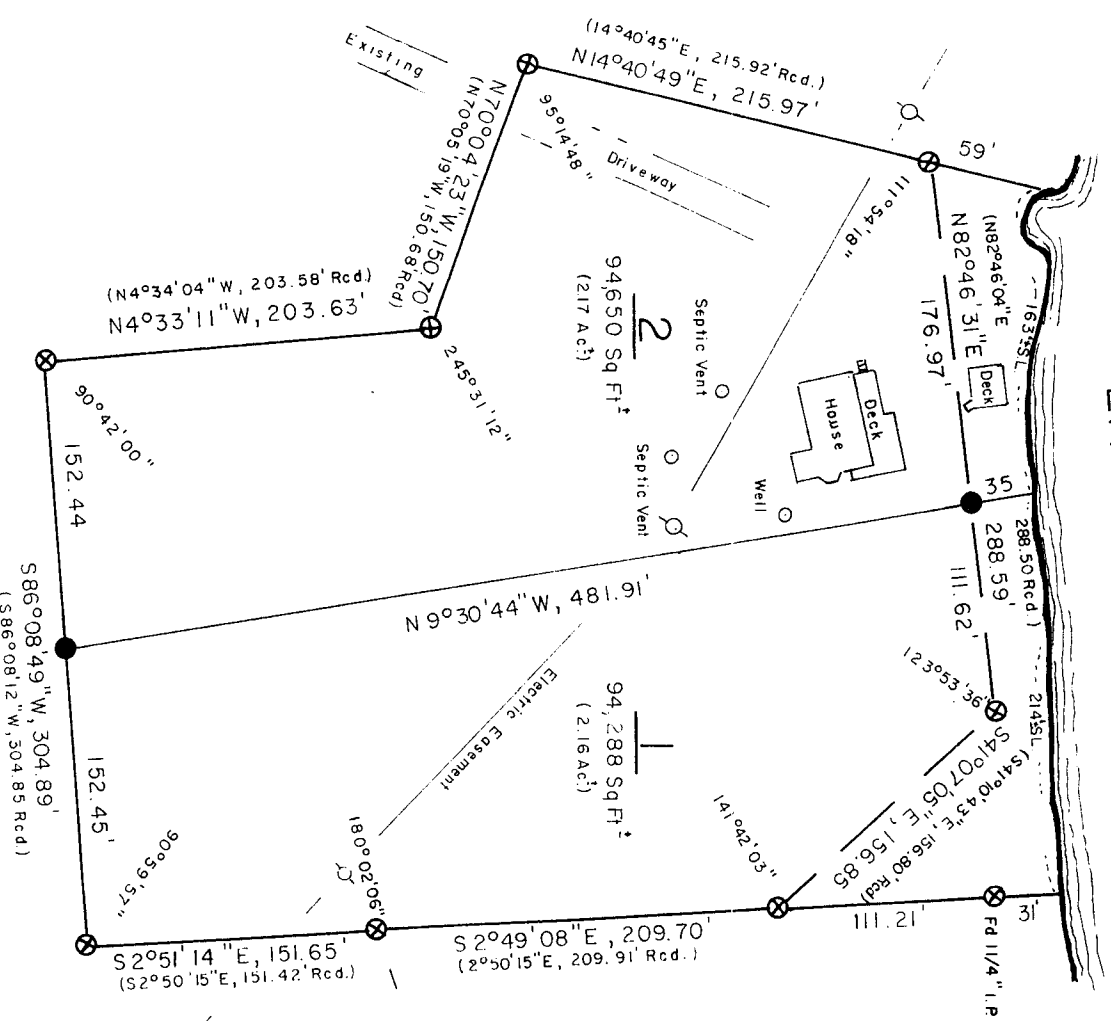 (14°40'45"E, 215.92' Rcd.)
N14°40'49"E, 215.97'
59'
Existing
Driveway
N70°04'23"W, 150.70'
(N70°05'19"W, 150.68' Rcd)
95°14'48"
111°54'18"
(N82°46'04"E
N82°46'31"E
176.97'
163'±SL
Deck
Deck
House
35
288.50 Rcd.)
288.59'
111.62'
214'±SL
2
94,650 Sq Ft±
(2.17 Ac±)
Septic Vent
Septic Vent
Well
(N4°34'04"W, 203.58' Rcd.)
N4°33'11"W, 203.63'
245°31'12"
90°42'00"
152.44
N 9°30'44"W, 481.91'
Electric Easement
1
94,288 Sq Ft±
(2.16 Ac±)
123°53'36"
(S41°10'43"E, 156.80' Rcd)
S41°07'05"E, 156.85
141°42'03"
111.21'
31'
Fd 1 1/4" I.P.
S86°08'49"W, 304.89'
(S86°08'12"W, 304.85 Rcd.)
152.45'
90°59'57"
180°02'06"
S2°51'14"E, 151.65'
(S2°50'15"E, 151.42' Rcd.)
S 2°49'08"E, 209.70'
(2°50'15"E, 209.91' Rcd.)